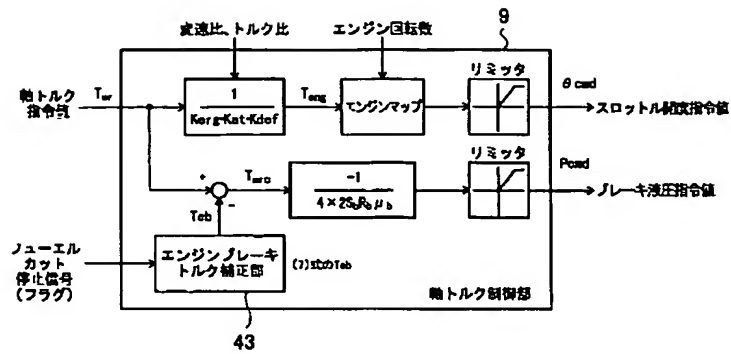 9
変速比、トルク比
エンジン回転数
リミッタ
θcmd
軸トルク
指令値
Twr
1
Korg・Kat・Kdef
Teng
エンジンマップ
スロットル開度指令値
リミッタ
Pcmd
+
-
Twrc
-1
4×2SbRbμb
ブレーキ液圧指令値
Teb
フューエル
カット
停止信号
(フラグ)
エンジンブレーキ
トルク補正部
(7)式のTeb
軸トルク制御部
43